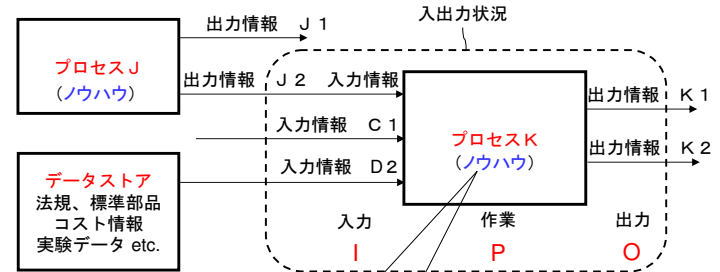 入出力状況
出力情報 Ｊ１
プロセスＪ
(ノウハウ)
出力情報 Ｊ２ 入力情報
出力情報 Ｋ１
入力情報 Ｃ１
プロセスＫ
(ノウハウ)
出力情報 Ｋ２
入力情報 Ｄ２
データストア
法規、標準部品
コスト情報
実験データ etc.
入力 作業 出力
I P O